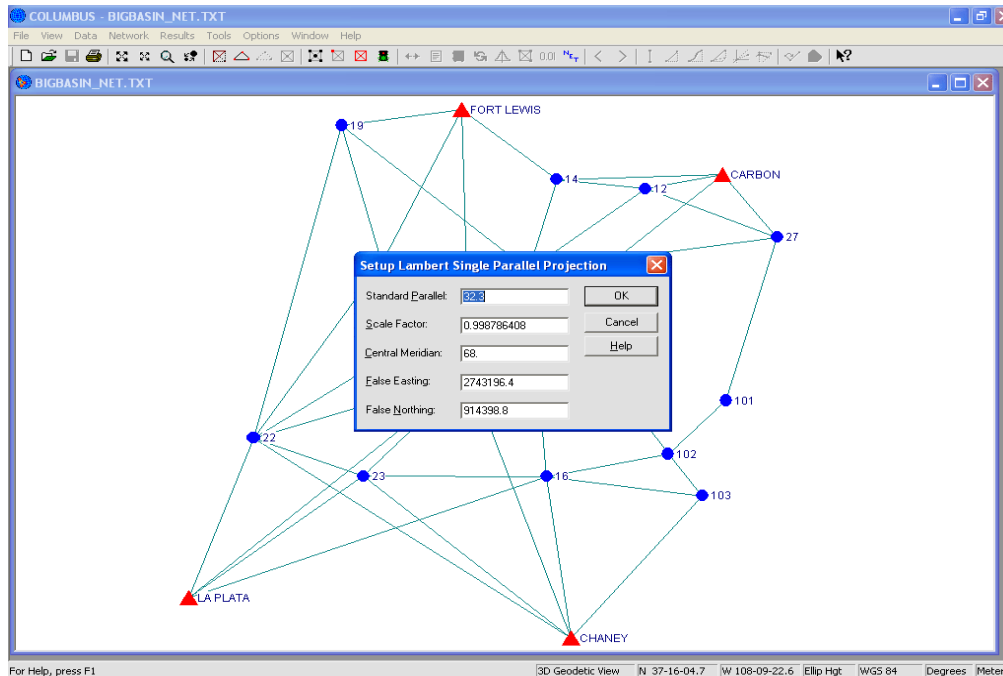 COLUMBUS - BIGBASIN_NET.TXT
File View Data Network Results Tools Options Window Help
0.01
BIGBASIN_NET.TXT
FORT LEWIS
19
14
CARBON
12
27
Setup Lambert Single Parallel Projection
Standard Parallel: 32.3 OK
Scale Factor: 0.998786408 Cancel
Central Meridian: 68. Help
False Easting: 2743196.4
False Northing: 914398.8
101
22
102
23
16
103
LA PLATA
CHANEY
For Help, press F1 3D Geodetic View N 37-16-04.7 W 108-09-22.6 Ellip Hgt WGS 84 Degrees Meter